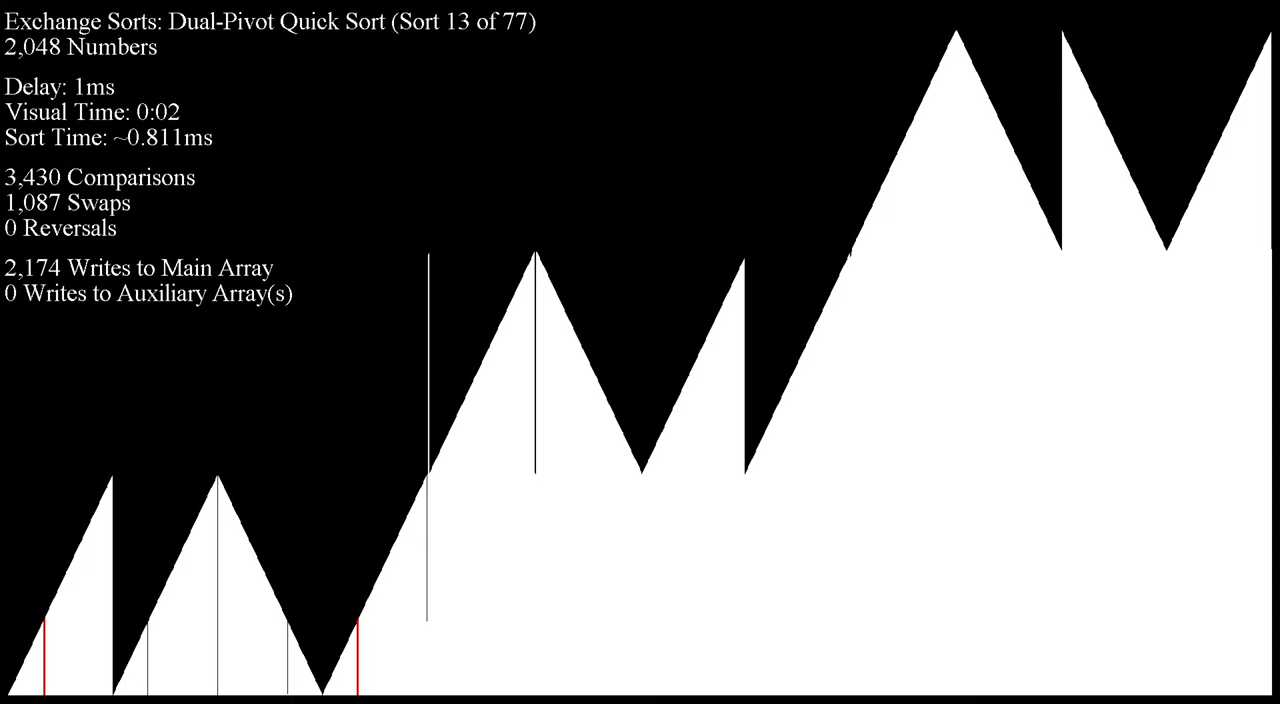 Exchange Sorts: Dual-Pivot Quick Sort (Sort 13 of 77)
2,048 Numbers
Delay: 1ms
Visual Time: 0:02
Sort Time: ~0.811ms
3,430 Comparisons
1,087 Swaps
0 Reversals
2,174 Writes to Main Array
0 Writes to Auxiliary Array(s)